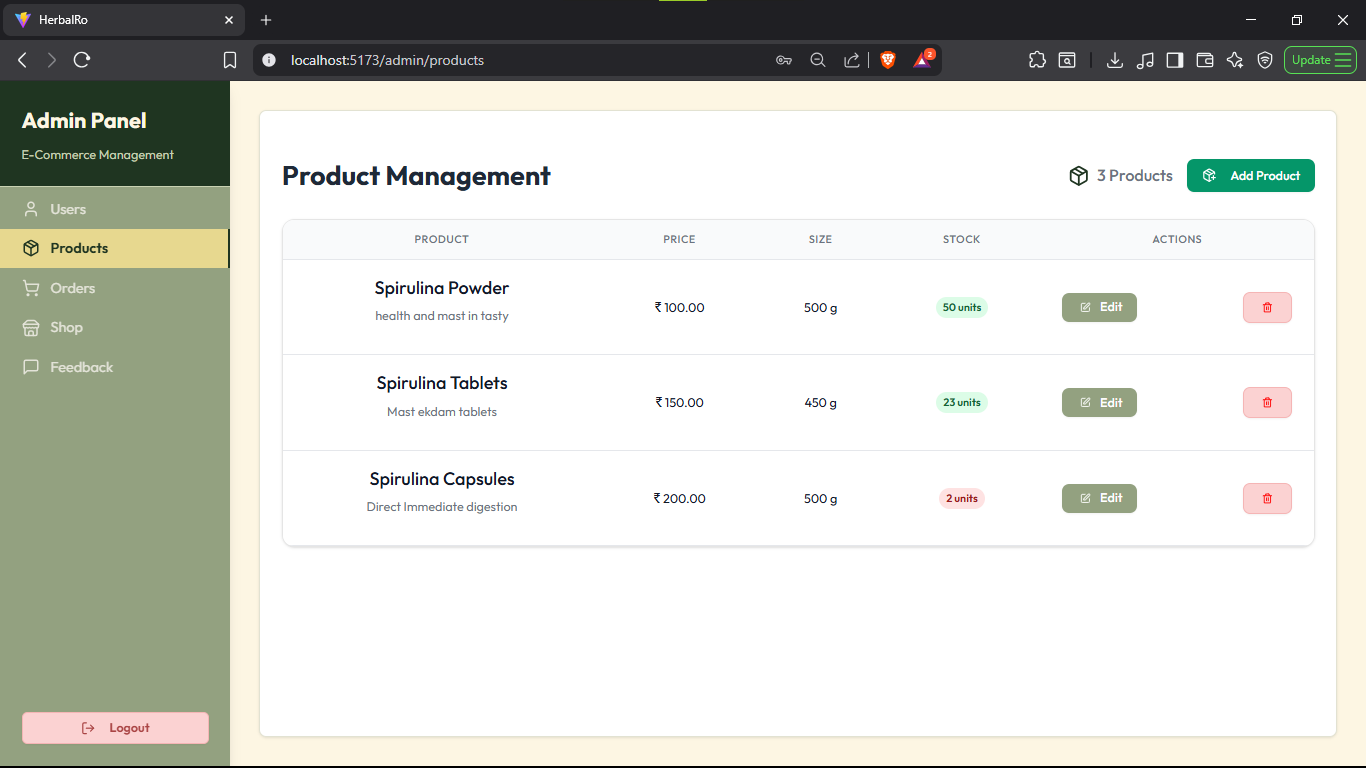 HerbalRo
localhost:5173/admin/products
2
Update
Admin Panel
E-Commerce Management
Users
Products
Orders
Shop
Feedback
Logout
Product Management
3 Products
Add Product
PRODUCT PRICE SIZE STOCK ACTIONS
Spirulina Powder
health and mast in tasty
₹ 100.00 500 g 50 units Edit
Spirulina Tablets
Mast ekdam tablets
₹ 150.00 450 g 23 units Edit
Spirulina Capsules
Direct Immediate digestion
₹ 200.00 500 g 2 units Edit